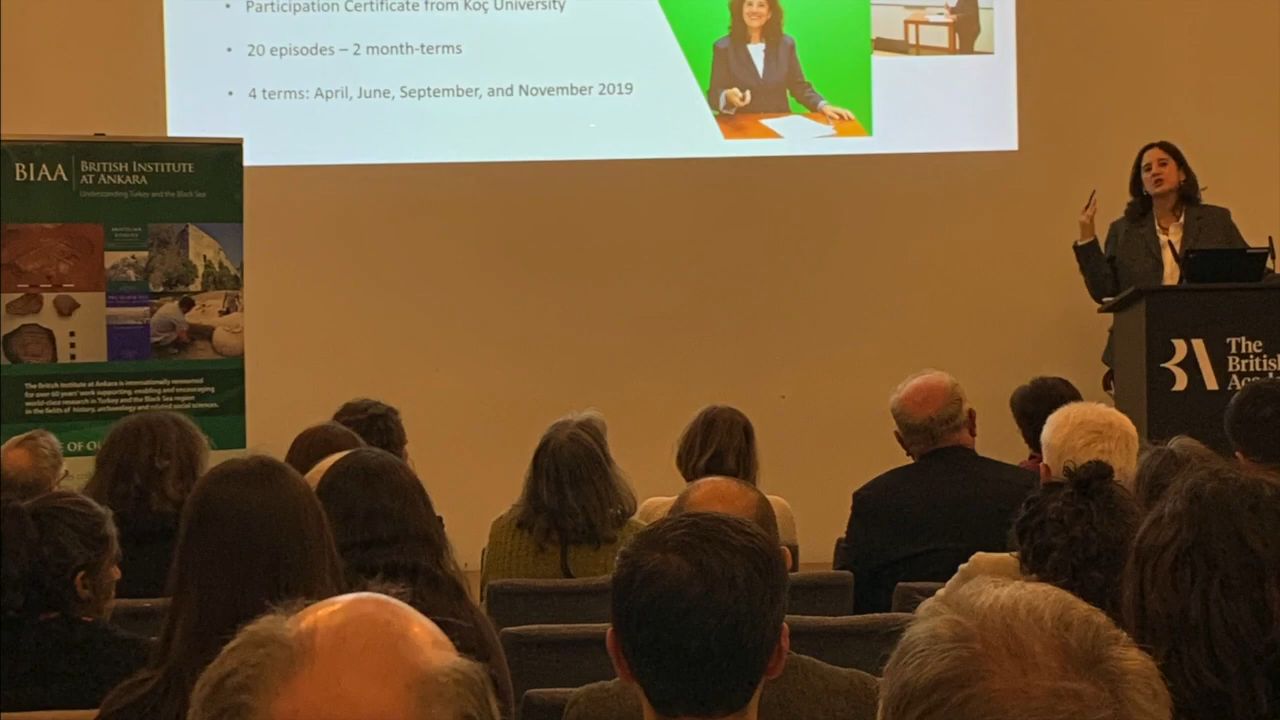 Participation Certificate from Koç University
• 20 episodes – 2 month-terms
• 4 terms: April, June, September, and November 2019
BIAA
BRITISH INSTITUTE
AT ANKARA
Understanding Turkey and the Black Sea
The British Institute at Ankara is internationally renowned
for over 60 years' work supporting, enabling and encouraging
world-class research in Turkey and the Black Sea region
in the fields of history, archaeology and related social sciences.
E OF OU
The
British
Aca